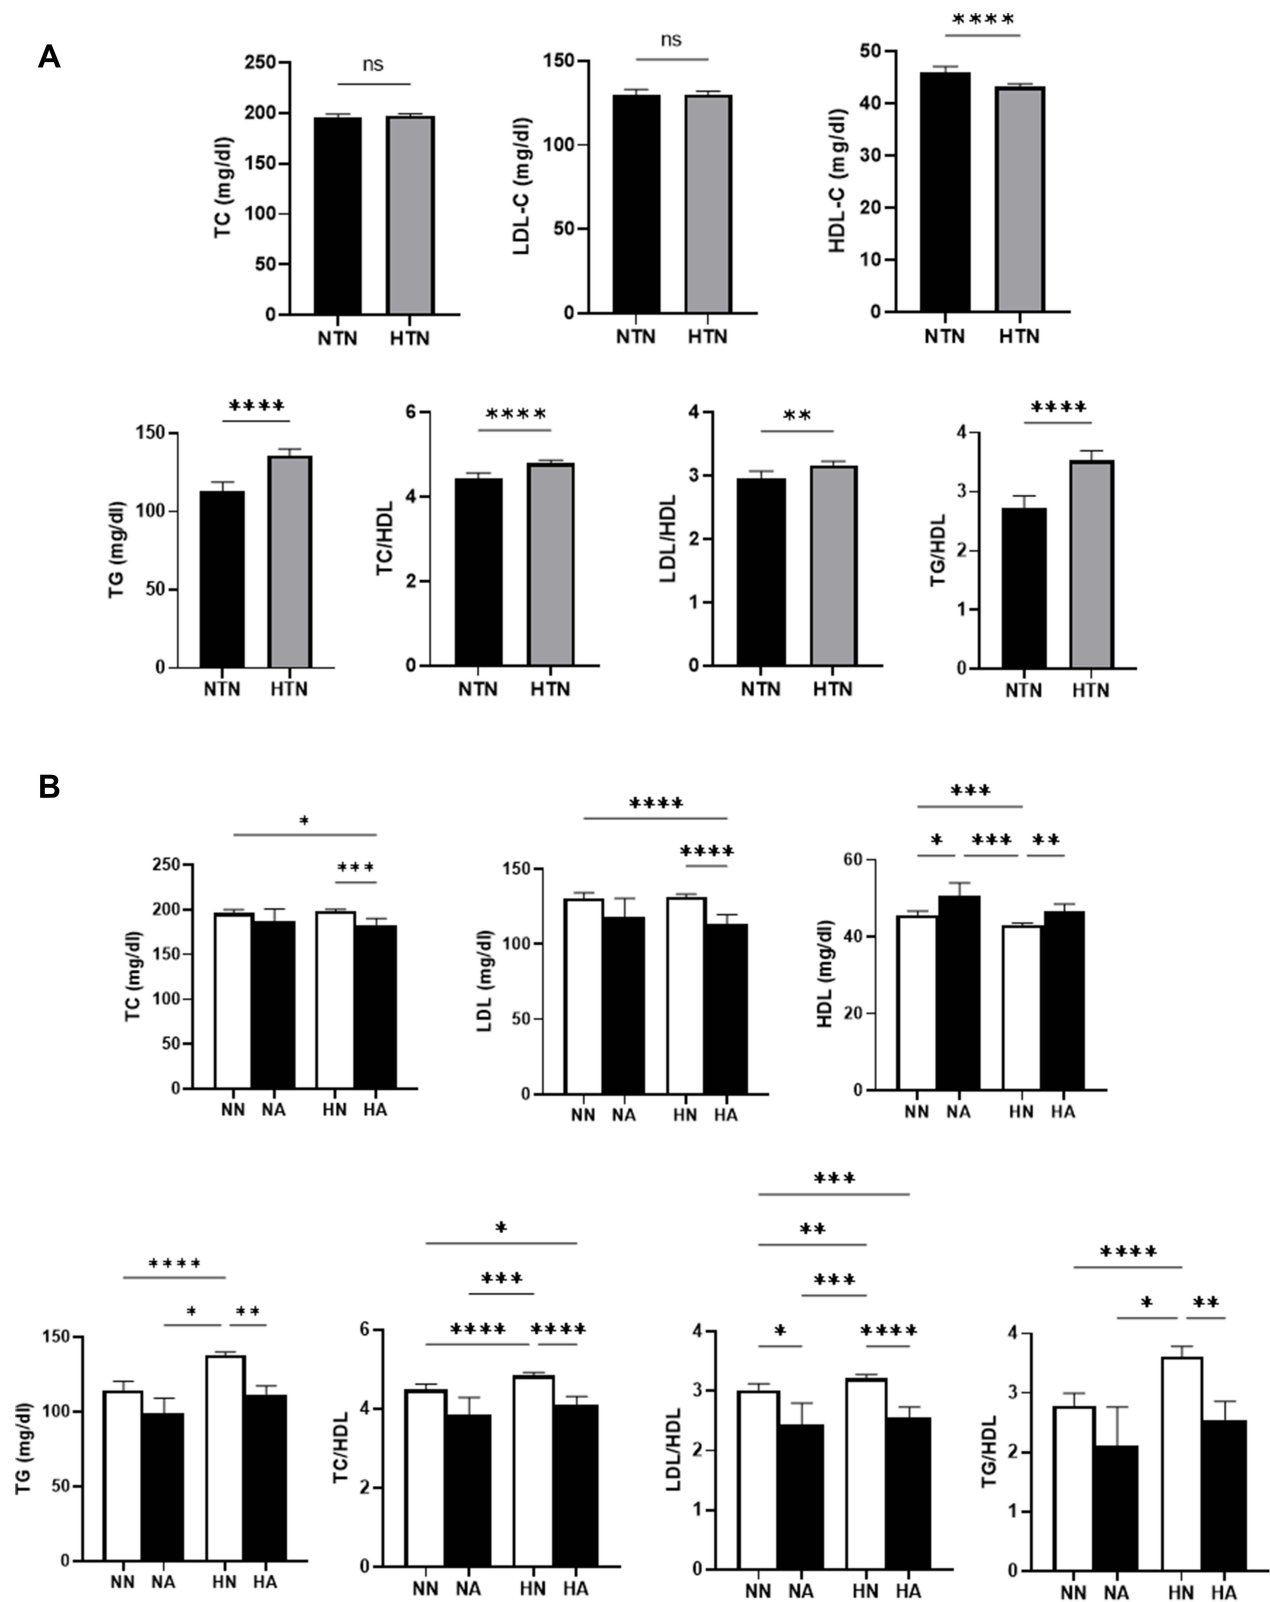 A
ns
ns
****
250
200
150
100
50
0
TC (mg/dl)
NTN HTN
150
100
50
0
LDL-C (mg/dl)
NTN HTN
50
40
30
20
10
0
HDL-C (mg/dl)
NTN HTN
****
****
**
****
150
100
50
0
TG (mg/dl)
NTN HTN
6
4
2
0
TC/HDL
NTN HTN
4
3
2
1
0
LDL/HDL
NTN HTN
4
3
2
1
0
TG/HDL
NTN HTN
B
*
***
250
200
150
100
50
0
TC (mg/dl)
NN NA HN HA
****
****
150
100
50
0
LDL (mg/dl)
NN NA HN HA
***
* *** **
60
40
20
0
HDL (mg/dl)
NN NA HN HA
****
* **
150
100
50
0
TG (mg/dl)
NN NA HN HA
*
***
**** ****
6
4
2
0
TC/HDL
NN NA HN HA
***
**
***
* ****
4
3
2
1
0
LDL/HDL
NN NA HN HA
****
* **
4
3
2
1
0
TG/HDL
NN NA HN HA